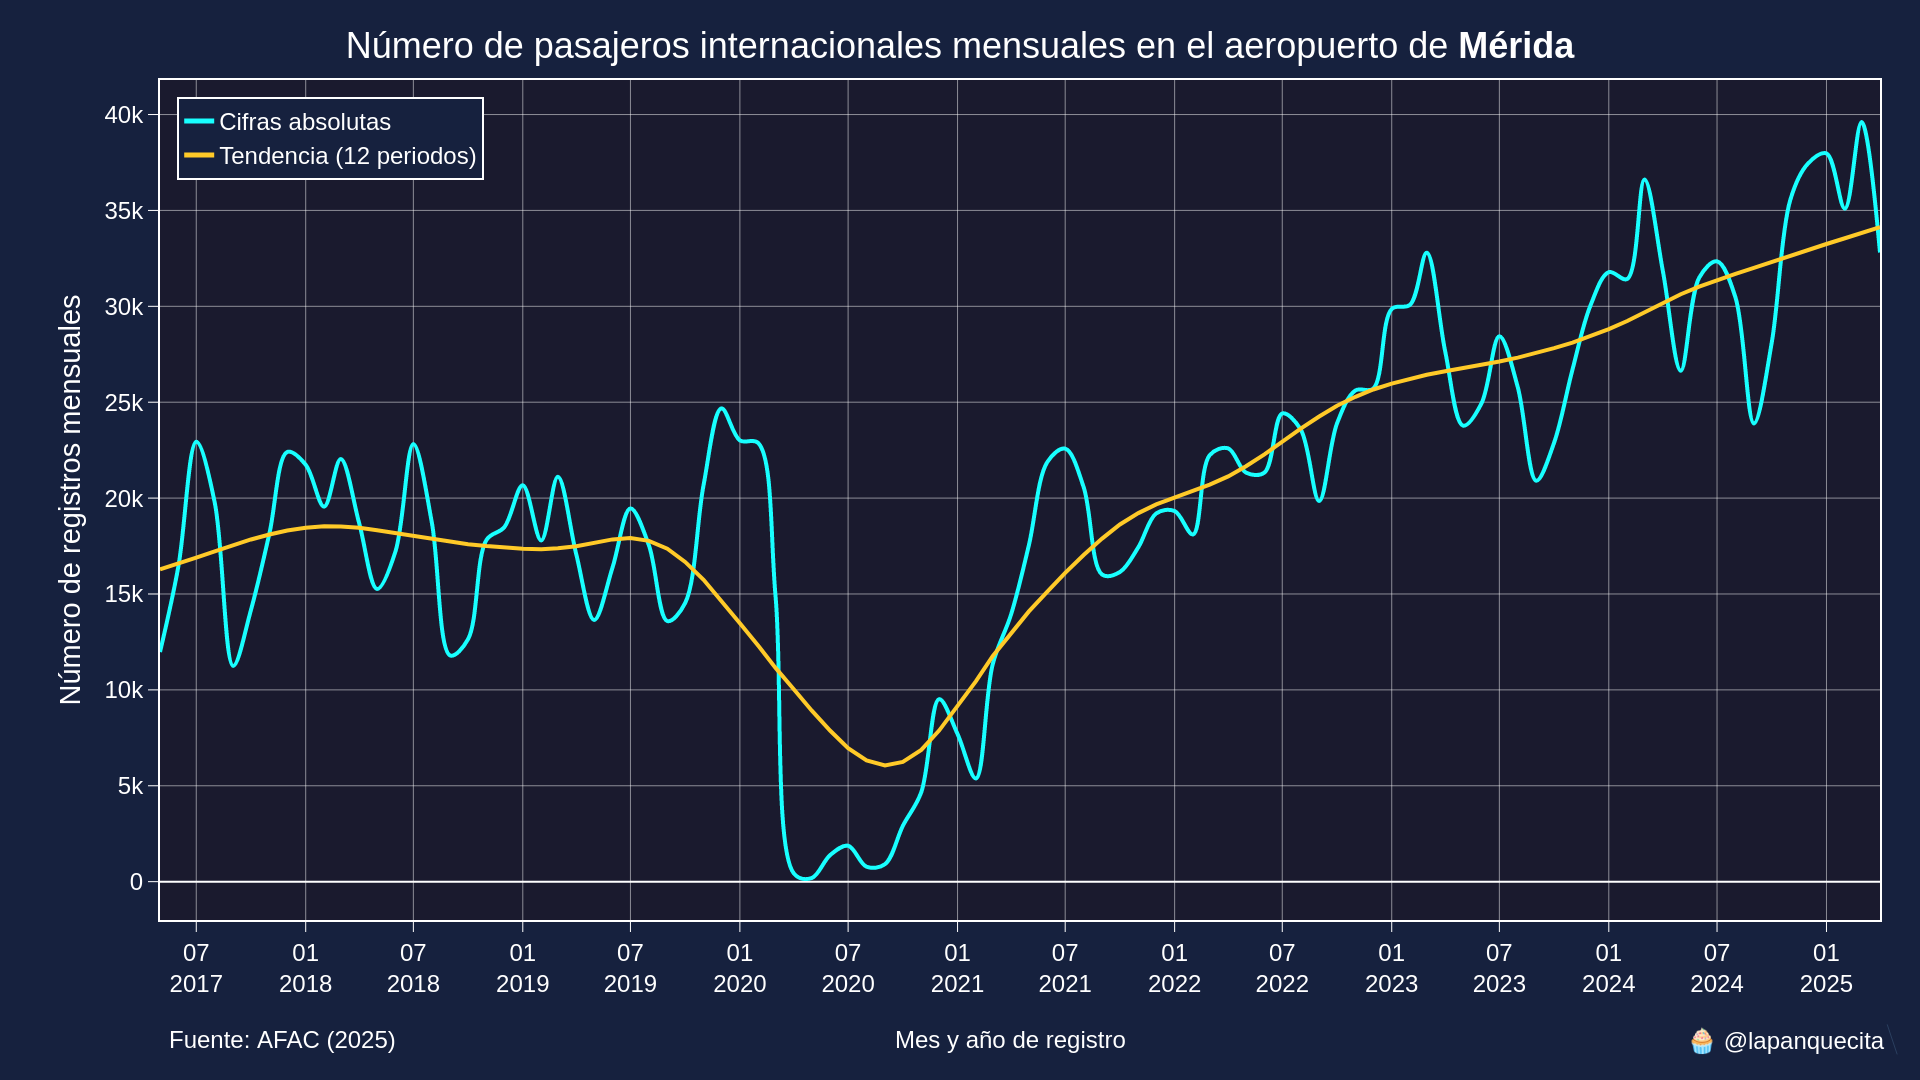 Número de pasajeros internacionales mensuales en el aeropuerto de Mérida
Cifras absolutas
Tendencia (12 periodos)
Número de registros mensuales
40k
35k
30k
25k
20k
15k
10k
5k
0
07 01 07 01 07 01 07 01 07 01 07 01 07 01 07 01
2017 2018 2018 2019 2019 2020 2020 2021 2021 2022 2022 2023 2023 2024 2024 2025
Fuente: AFAC (2025) Mes y año de registro 🧁 @lapanquecita